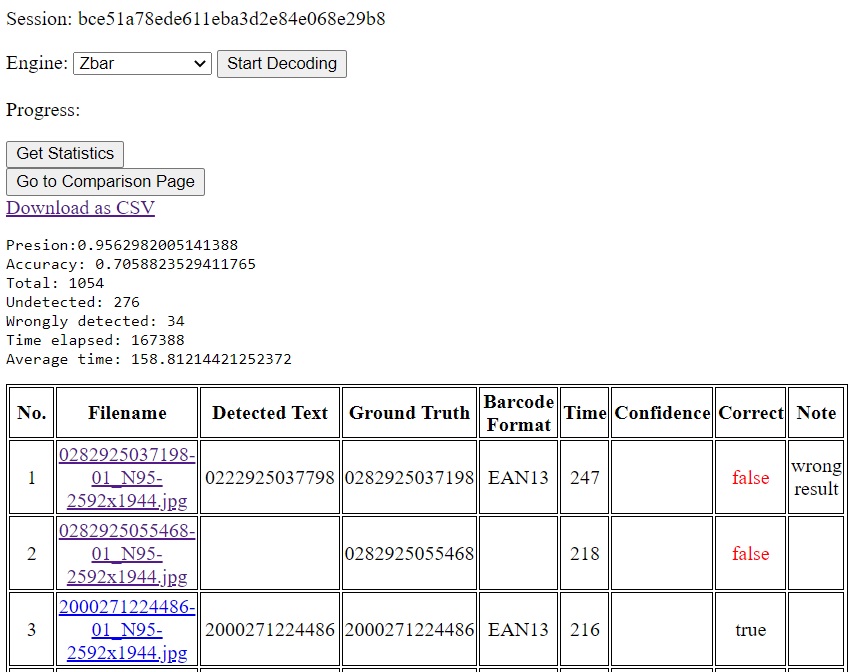 Session: bce51a78ede611eba3d2e84e068e29b8
Engine: Zbar Start Decoding
Progress:
Get Statistics
Go to Comparison Page
Download as CSV
Presion:0.9562982005141388
Accuracy: 0.7058823529411765
Total: 1054
Undetected: 276
Wrongly detected: 34
Time elapsed: 167388
Average time: 158.81214421252372
No. Filename Detected Text Ground Truth Barcode Format Time Confidence Correct Note
1 0282925037198-01_N95-2592x1944.jpg 0222925037798 0282925037198 EAN13 247 false wrong result
2 0282925055468-01_N95-2592x1944.jpg 0282925055468 218 false
3 2000271224486-01_N95-2592x1944.jpg 2000271224486 2000271224486 EAN13 216 true